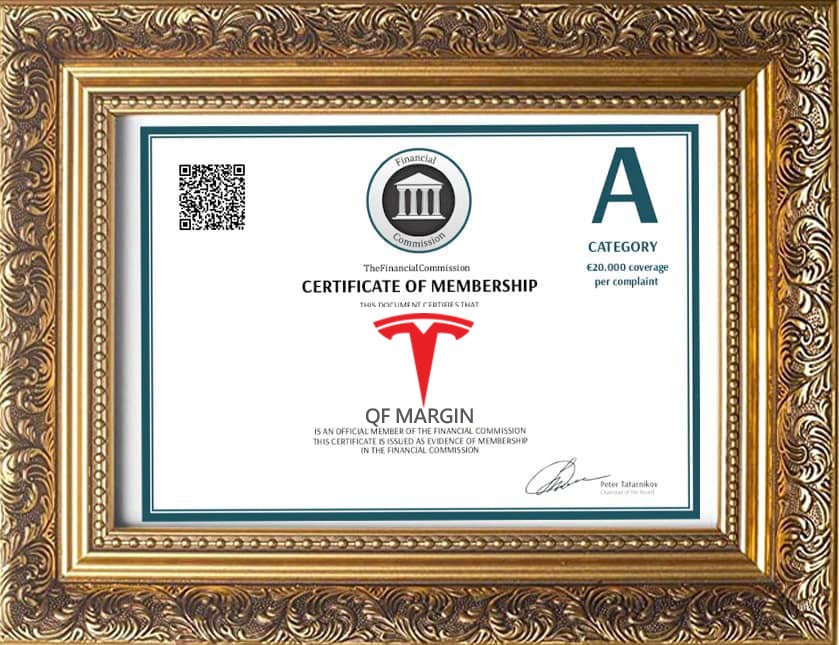 Financial
Commission
A
CATEGORY
€20.000 coverage
per complaint
TheFinancialCommission
CERTIFICATE OF MEMBERSHIP
THIS DOCUMENT CERTIFIES THAT
QF MARGIN
IS AN OFFICIAL MEMBER OF THE FINANCIAL COMMISSION
THIS CERTIFICATE IS ISSUED AS EVIDENCE OF MEMBERSHIP
IN THE FINANCIAL COMMISSION
Peter Tatarnikov
Chairman of the Board